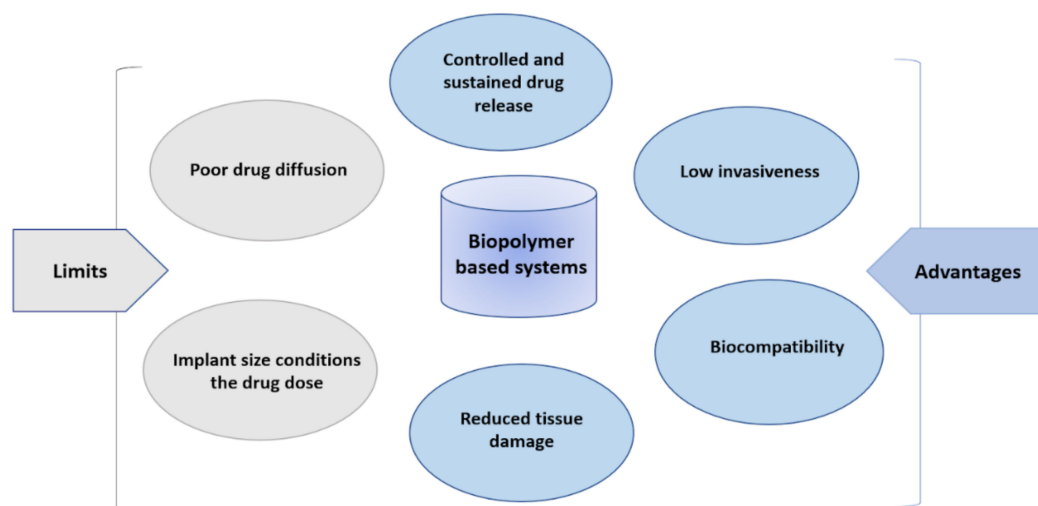 Controlled and
sustained drug
release
Poor drug diffusion
Low invasiveness
Biopolymer
based systems
Limits
Advantages
Implant size conditions
the drug dose
Biocompatibility
Reduced tissue
damage